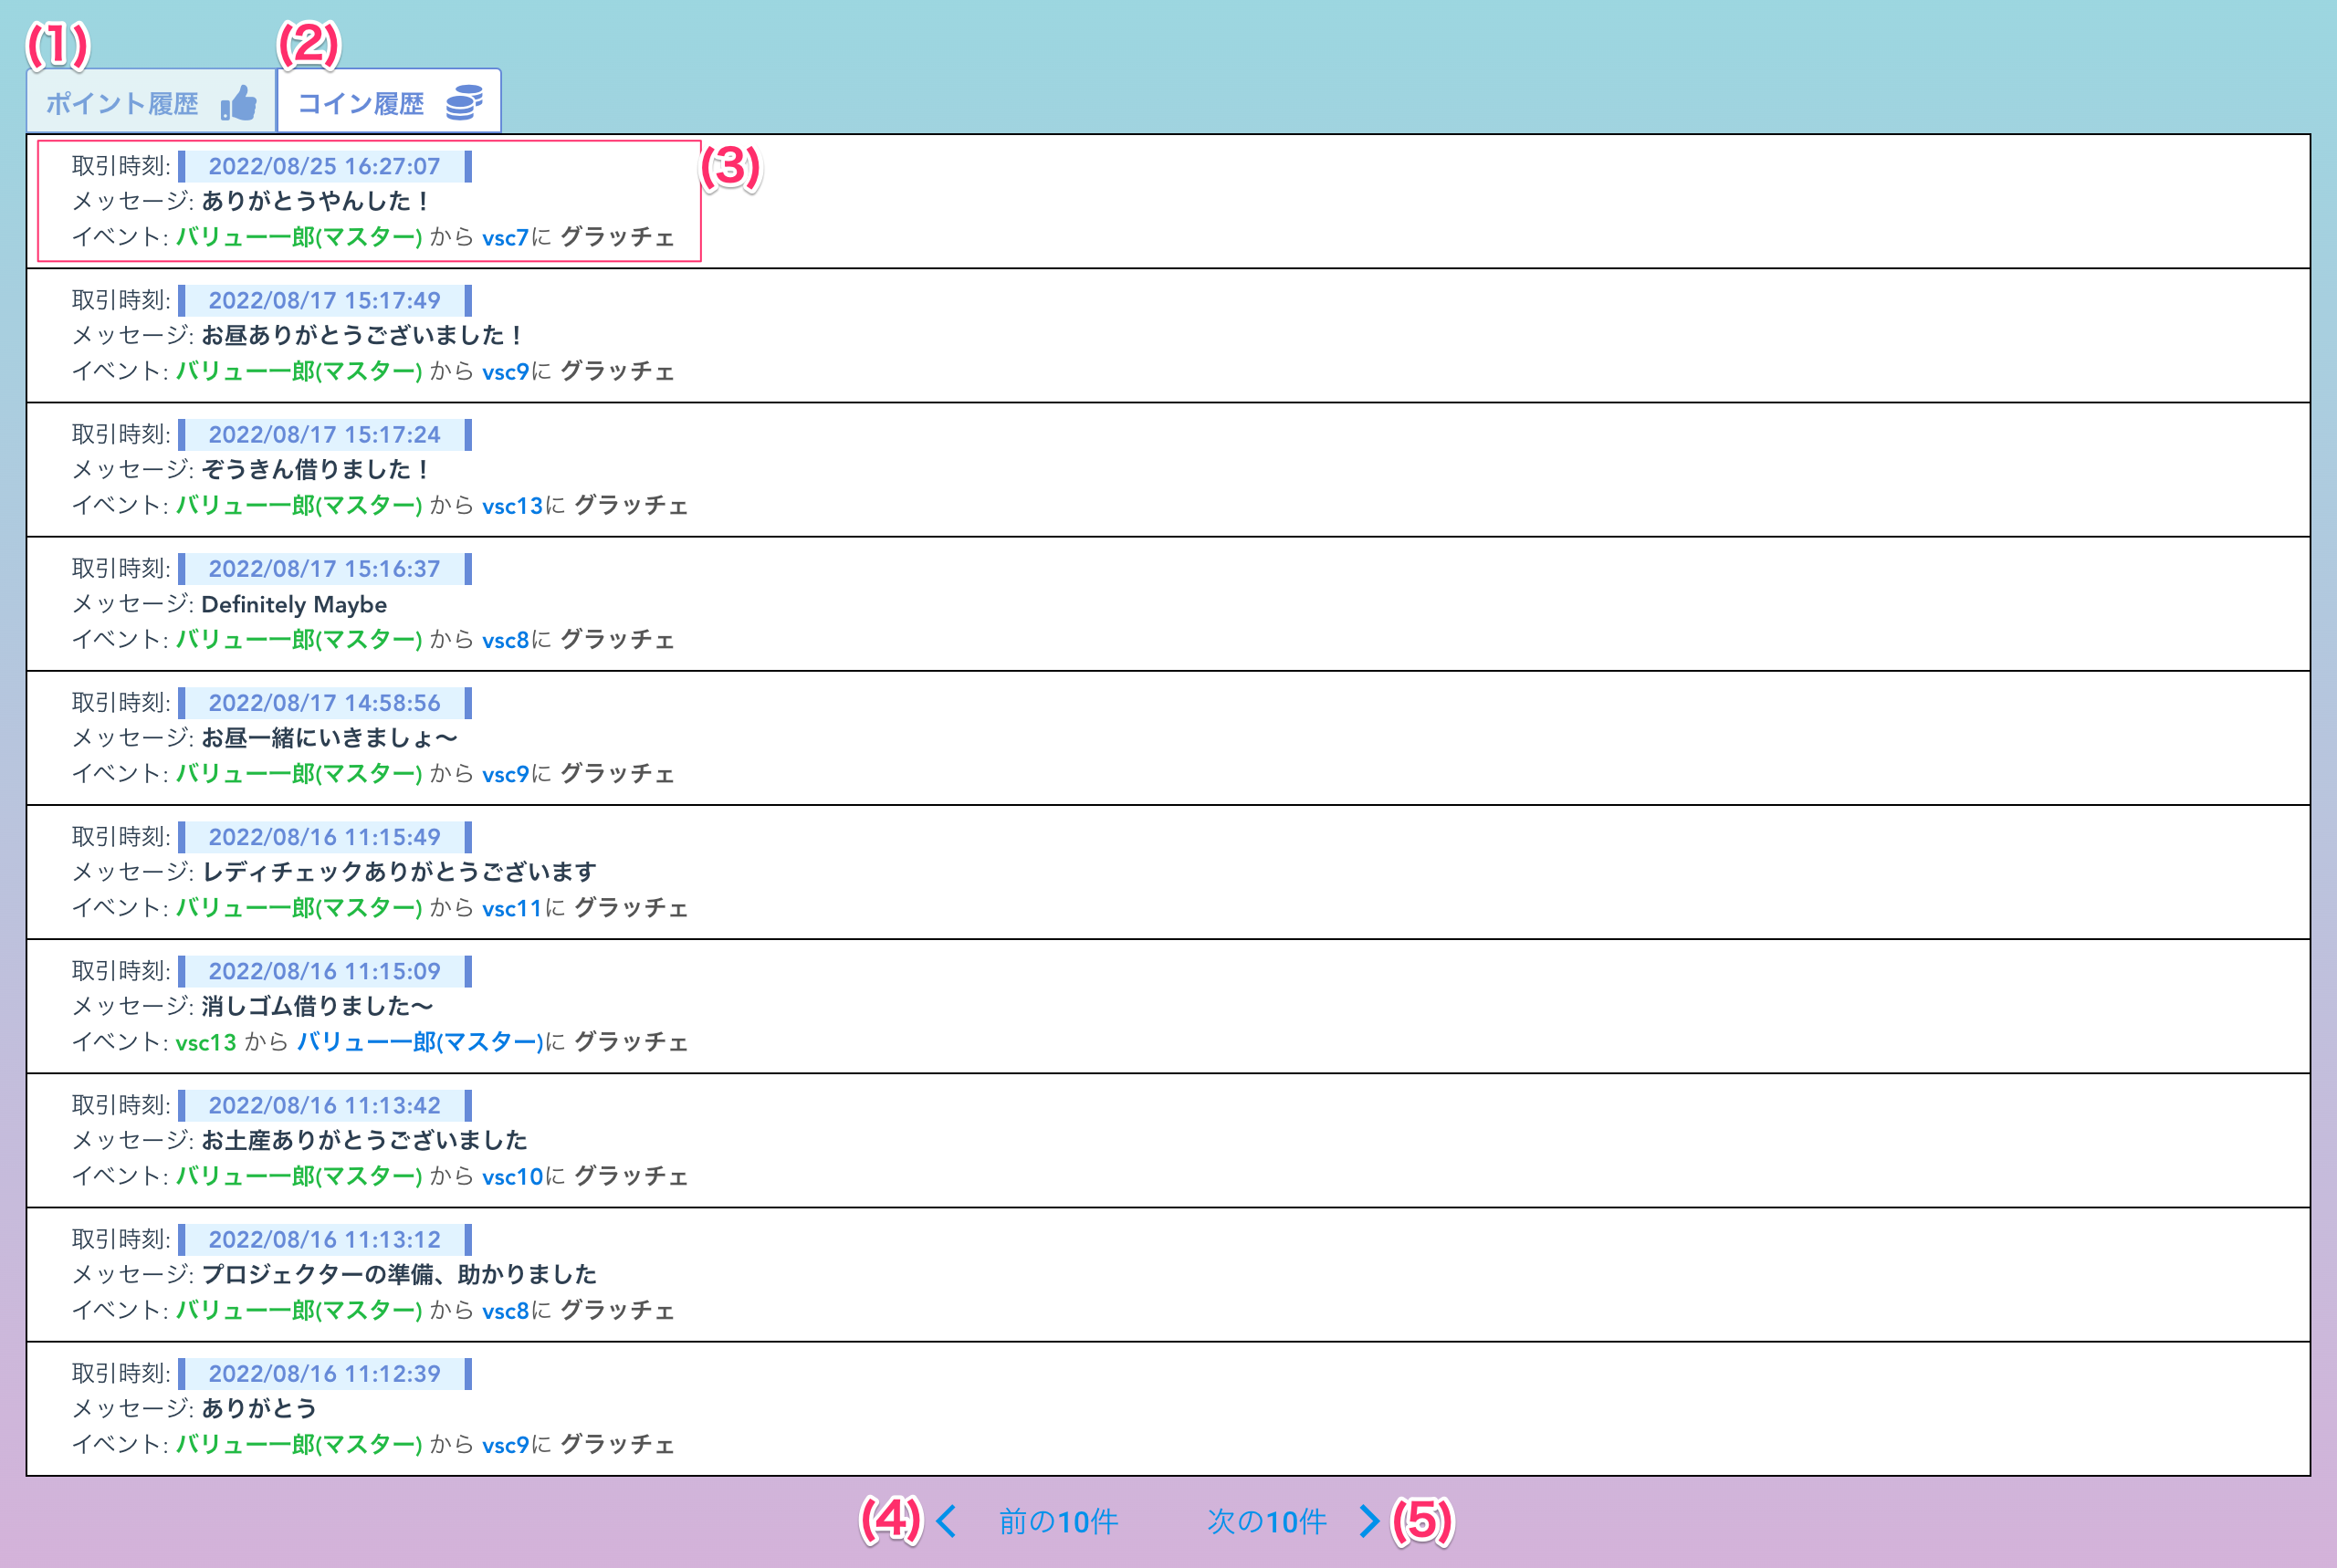 (1) (2)
ポイント履歴 コイン履歴
取引時刻: 2022/08/25 16:27:07 (3)
メッセージ: ありがとうやんした！
イベント: バリュー一郎(マスター) から vsc7に グラッチェ
取引時刻: 2022/08/17 15:17:49
メッセージ: お昼ありがとうございました！
イベント: バリュー一郎(マスター) から vsc9に グラッチェ
取引時刻: 2022/08/17 15:17:24
メッセージ: ぞうきん借りました！
イベント: バリュー一郎(マスター) から vsc13に グラッチェ
取引時刻: 2022/08/17 15:16:37
メッセージ: Definitely Maybe
イベント: バリュー一郎(マスター) から vsc8に グラッチェ
取引時刻: 2022/08/17 14:58:56
メッセージ: お昼一緒にいきましょ〜
イベント: バリュー一郎(マスター) から vsc9に グラッチェ
取引時刻: 2022/08/16 11:15:49
メッセージ: レディチェックありがとうございます
イベント: バリュー一郎(マスター) から vsc11に グラッチェ
取引時刻: 2022/08/16 11:15:09
メッセージ: 消しゴム借りました〜
イベント: vsc13 から バリュー一郎(マスター)に グラッチェ
取引時刻: 2022/08/16 11:13:42
メッセージ: お土産ありがとうございました
イベント: バリュー一郎(マスター) から vsc10に グラッチェ
取引時刻: 2022/08/16 11:13:12
メッセージ: プロジェクターの準備、助かりました
イベント: バリュー一郎(マスター) から vsc8に グラッチェ
取引時刻: 2022/08/16 11:12:39
メッセージ: ありがとう
イベント: バリュー一郎(マスター) から vsc9に グラッチェ
(4) 前の10件 次の10件 (5)